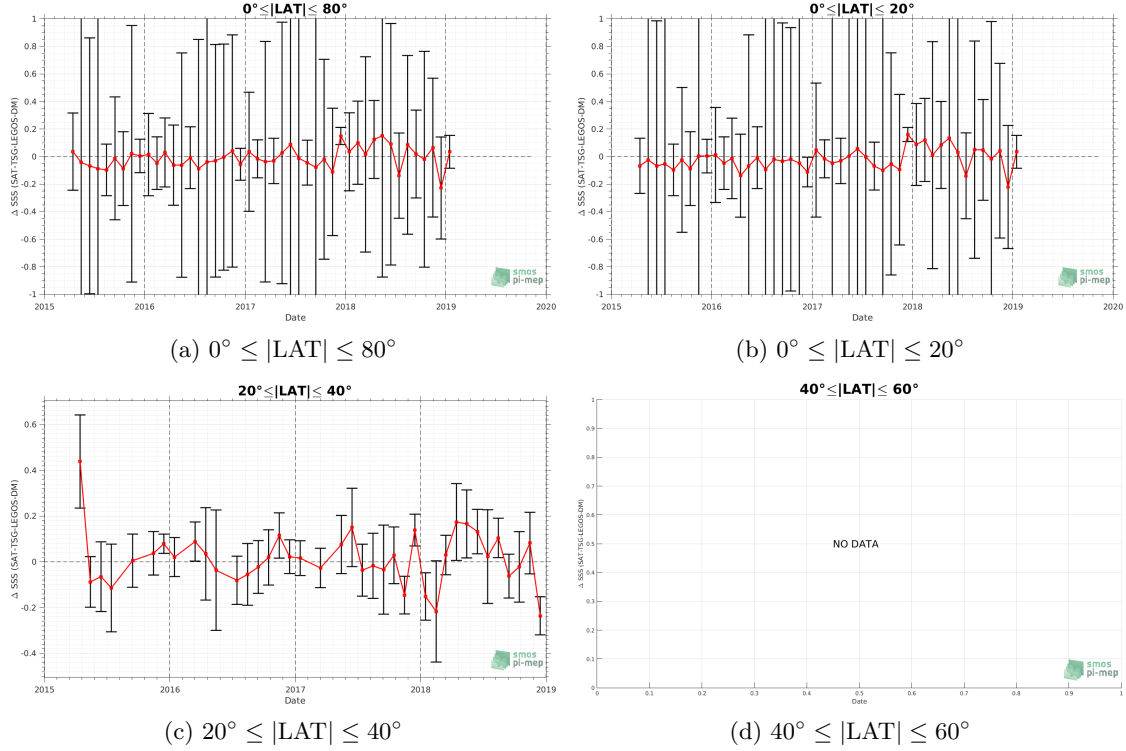 0°≤|LAT|≤ 80°
Δ SSS (SAT-TSG-LEGOS-DM)
1
0.8
0.6
0.4
0.2
0
-0.2
-0.4
-0.6
-0.8
-1
2015 2016 2017 2018 2019 2020
Date
smos
pi-mep
(a) 0° ≤ |LAT| ≤ 80°
0°≤|LAT|≤ 20°
Δ SSS (SAT-TSG-LEGOS-DM)
1
0.8
0.6
0.4
0.2
0
-0.2
-0.4
-0.6
-0.8
-1
2015 2016 2017 2018 2019 2020
Date
smos
pi-mep
(b) 0° ≤ |LAT| ≤ 20°
20°≤|LAT|≤ 40°
Δ SSS (SAT-TSG-LEGOS-DM)
0.6
0.4
0.2
0
-0.2
-0.4
2015 2016 2017 2018 2019
Date
smos
pi-mep
(c) 20° ≤ |LAT| ≤ 40°
40°≤|LAT|≤ 60°
Δ SSS (SAT-TSG-LEGOS-DM)
1
0.9
0.8
0.7
0.6
0.5
0.4
0.3
0.2
0.1
0
NO DATA
0 0.1 0.2 0.3 0.4 0.5 0.6 0.7 0.8 0.9 1
Date
smos
pi-mep
(d) 40° ≤ |LAT| ≤ 60°